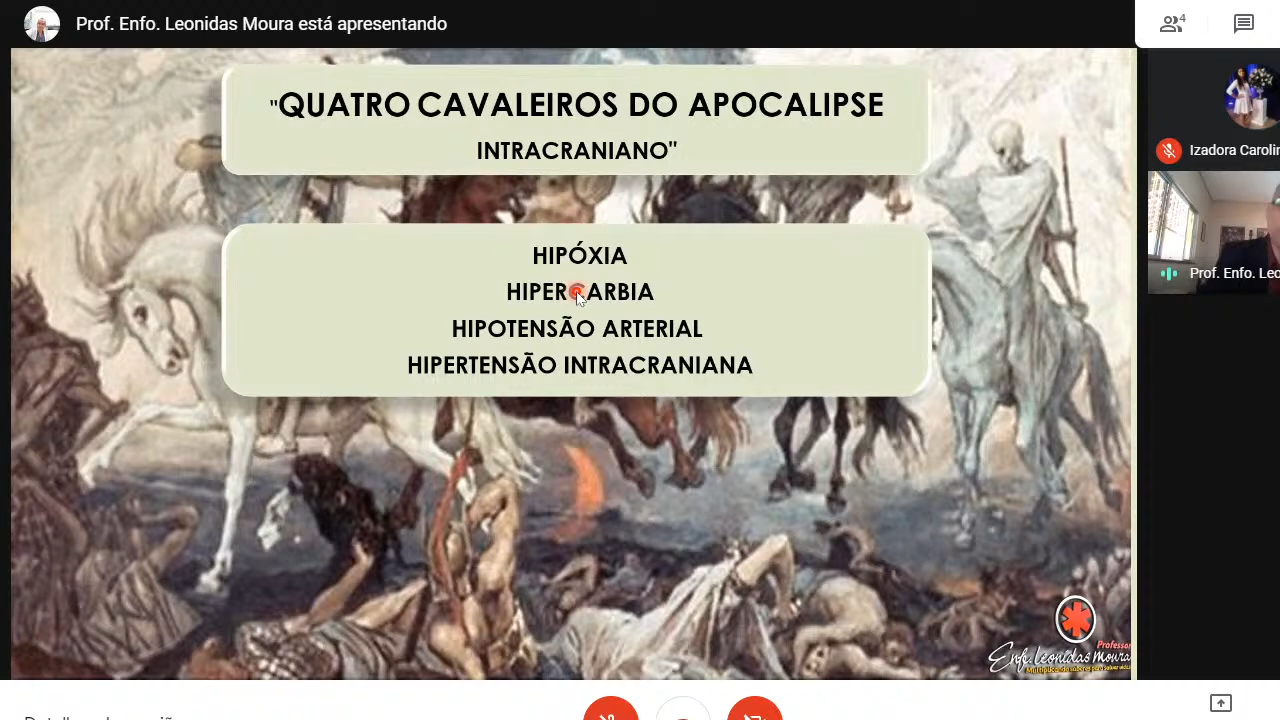 Prof. Enfo. Leonidas Moura está apresentando
4
"QUATRO CAVALEIROS DO APOCALIPSE
INTRACRANIANO"
HIPÓXIA
HIPERCARBIA
HIPOTENSÃO ARTERIAL
HIPERTENSÃO INTRACRANIANA
Izadora Carolin
Prof. Enfo. Leo
Professor
Enfo. Leonidas Moura